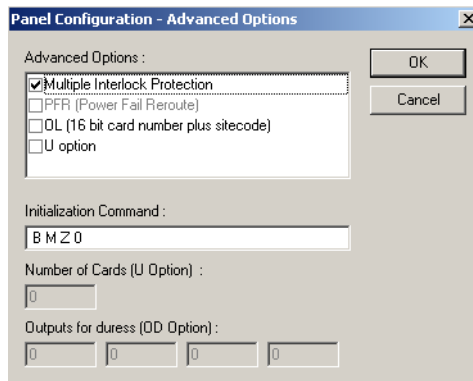 Panel Configuration - Advanced Options
Advanced Options :
OK
Multiple Interlock Protection
PFR (Power Fail Reroute)
Cancel
OL (16 bit card number plus sitecode)
U option
Initialization Command :
B M Z 0
Number of Cards (U Option) :
0
Outputs for duress (OD Option) :
0 0 0 0